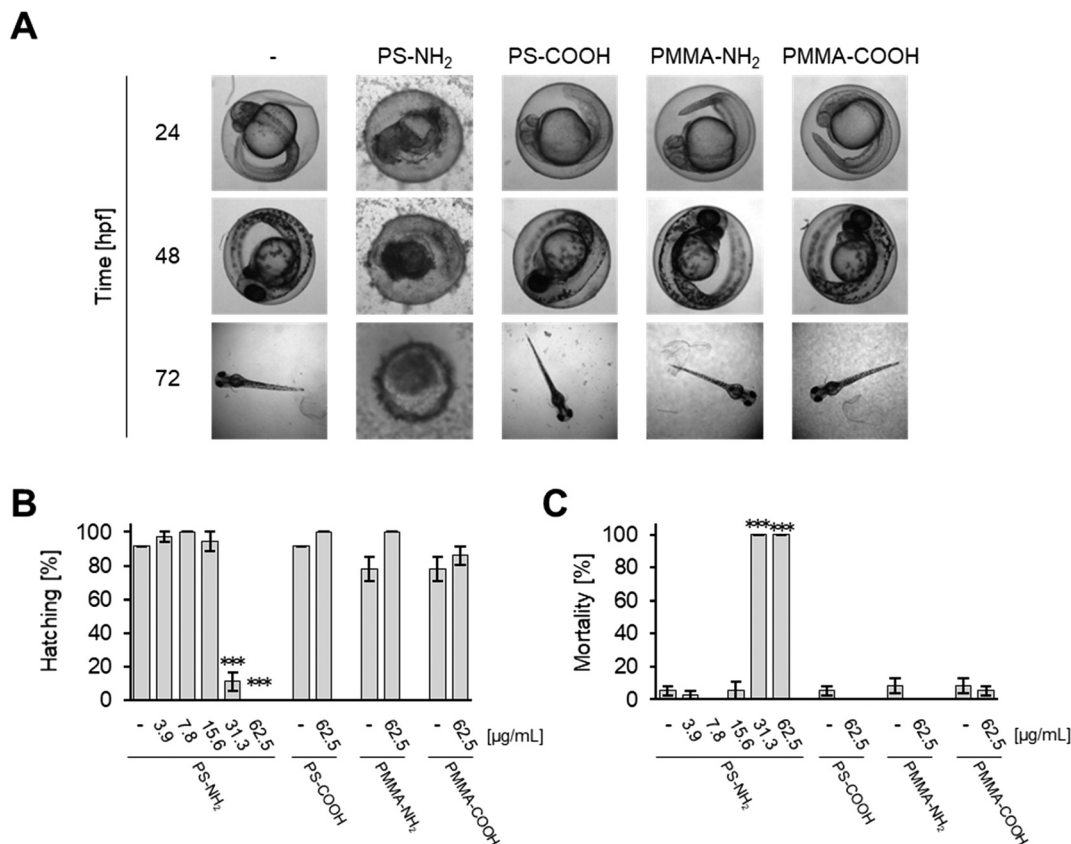 A
- PS-NH₂ PS-COOH PMMA-NH₂ PMMA-COOH
Time [hpf]
24
48
72
B
Hatching [%]
100
80
60
40
20
0
*** ***
- 3.9 7.8 15.6 31.3 62.5 - 62.5 - 62.5 - 62.5 [µg/mL]
PS-NH₂ PS-COOH PMMA-NH₂ PMMA-COOH
C
Mortality [%]
100
80
60
40
20
0
*** ***
- 3.9 7.8 15.6 31.3 62.5 - 62.5 - 62.5 - 62.5 [µg/mL]
PS-NH₂ PS-COOH PMMA-NH₂ PMMA-COOH